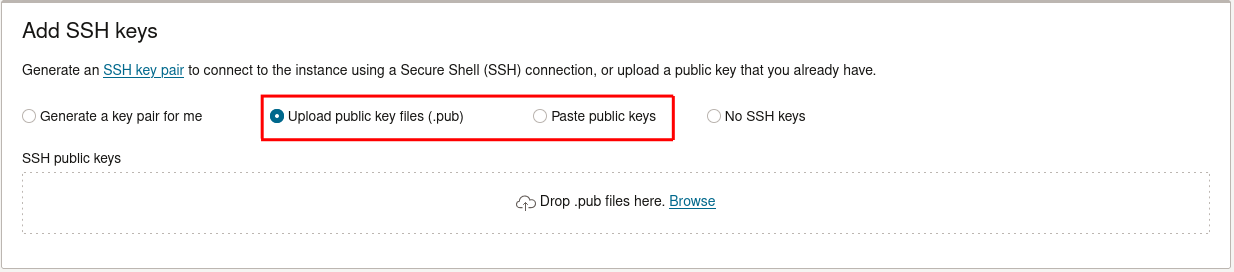 Add SSH keys
Generate an SSH key pair to connect to the instance using a Secure Shell (SSH) connection, or upload a public key that you already have.
Generate a key pair for me Upload public key files (.pub) Paste public keys No SSH keys
SSH public keys
Drop .pub files here. Browse